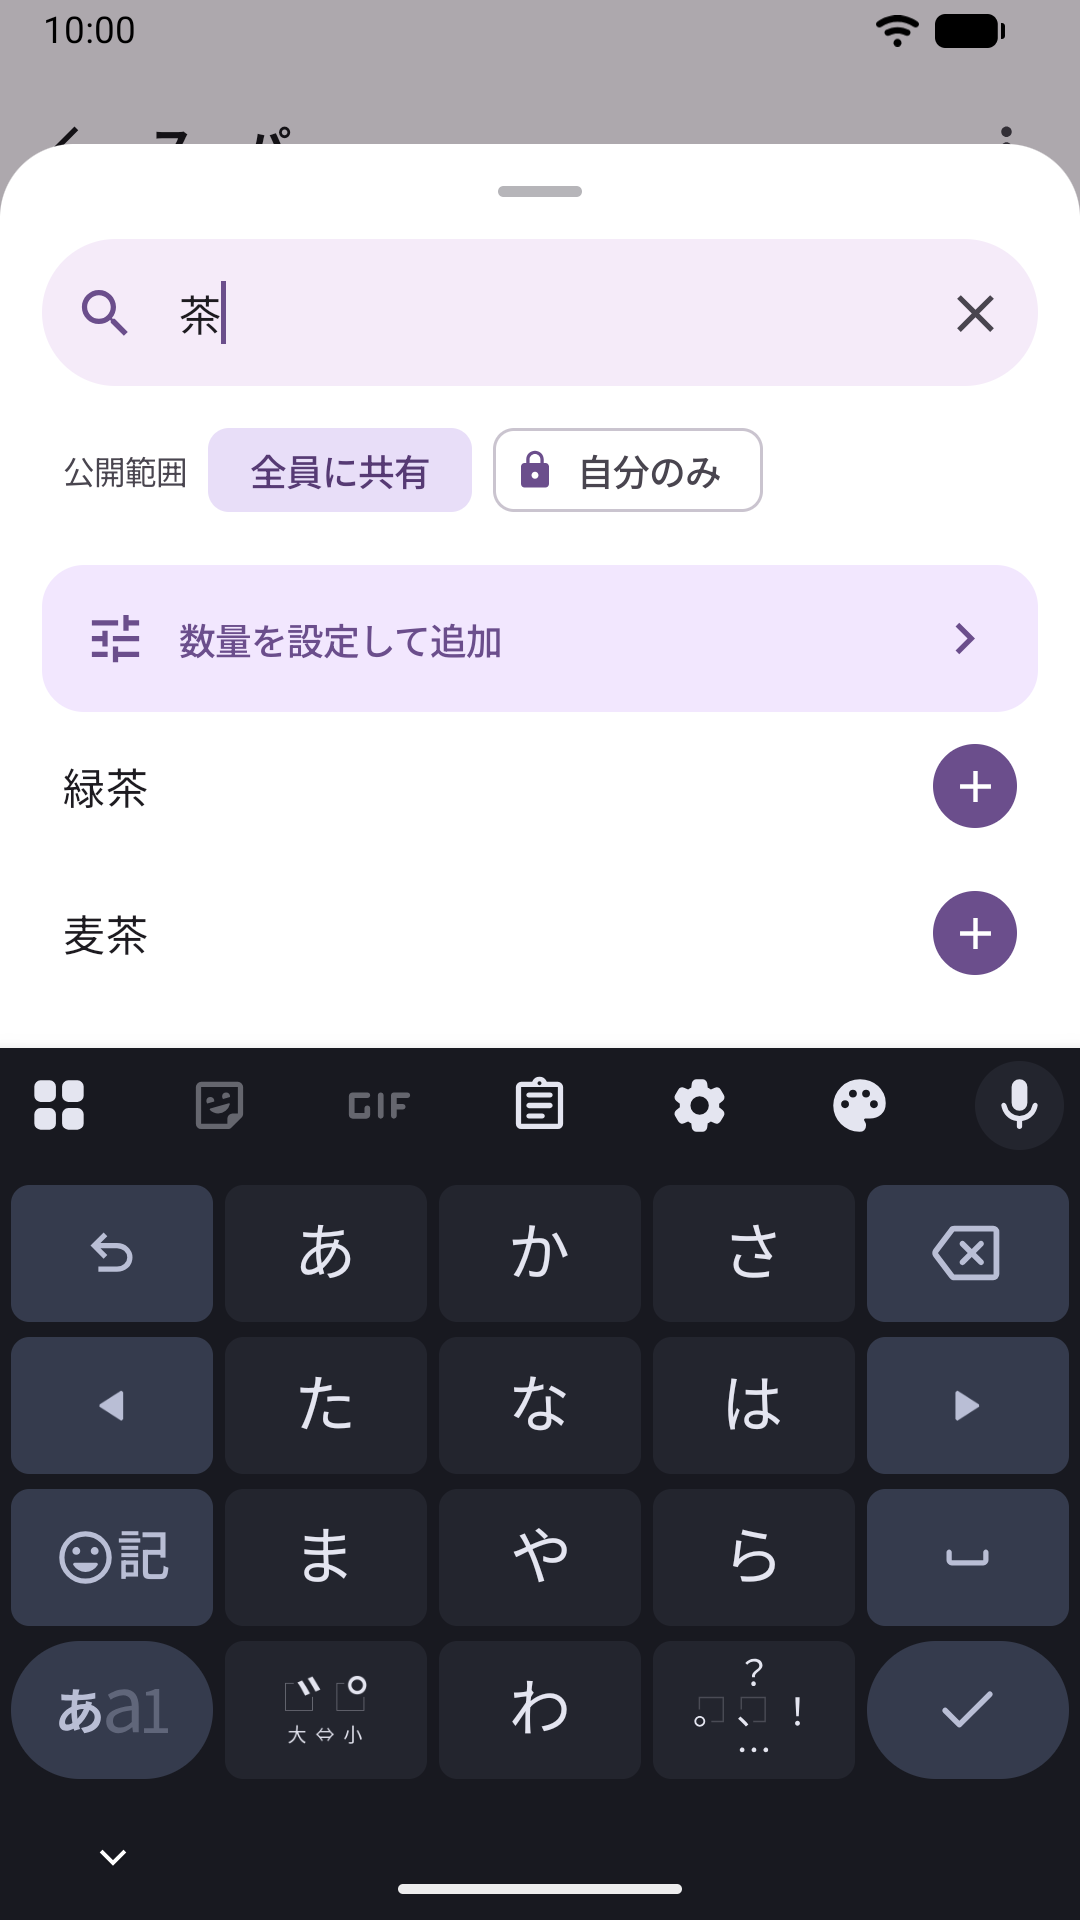 10:00
茶
公開範囲 全員に共有 自分のみ
数量を設定して追加
緑茶
麦茶
GIF
あ か さ
た な は
記 ま や ら
あa1 ゛゜ 大⇔小 わ 。?、!…